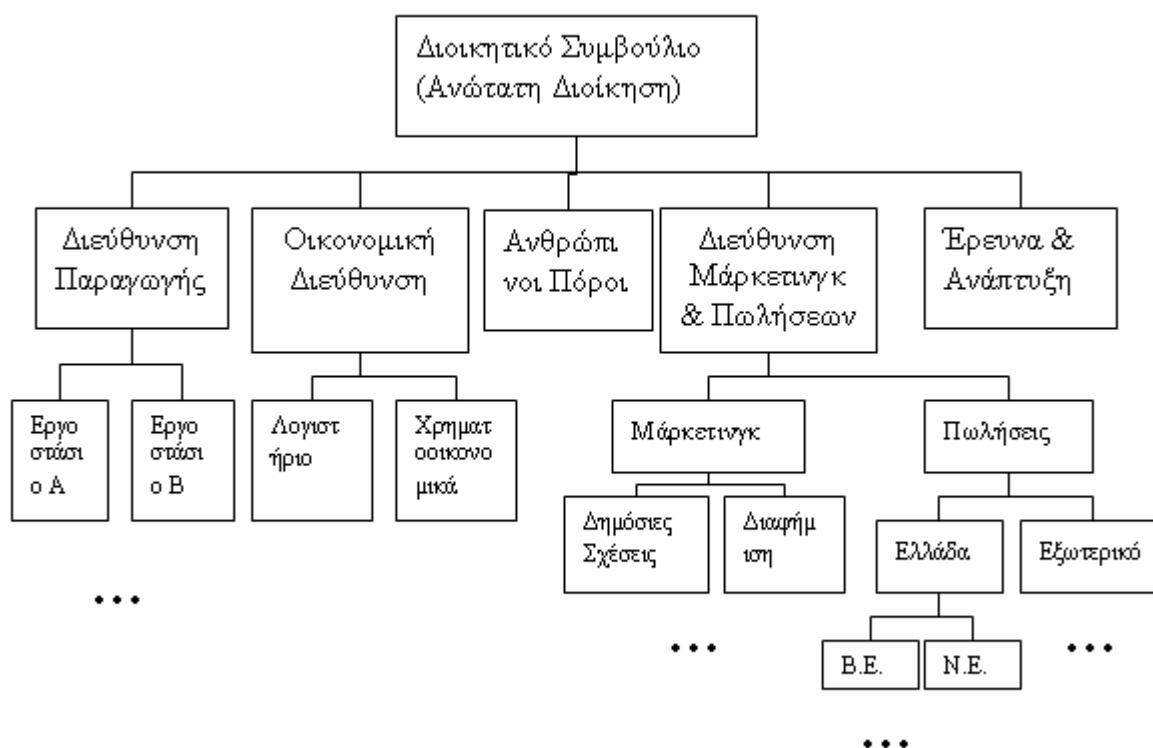 Διοικητικό Συμβούλιο
(Ανώτατη Διοίκηση)
Διεύθυνση
Παραγωγής
Οικονομική
Διεύθυνση
Ανθρώπι
νοι Πόροι
Διεύθυνση
Μάρκετινγκ
& Πωλήσεων
Έρευνα &
Ανάπτυξη
Εργο
στάσι
ο Α
Εργο
στάσι
ο Β
Λογιστ
ήριο
Χρηματ
οοικονο
μικά
Μάρκετινγκ
Πωλήσεις
Δημόσιες
Σχέσεις
Διαφήμ
ιση
Ελλάδα
Εξωτερικό
...
...
Β.Ε.
Ν.Ε.
...
...